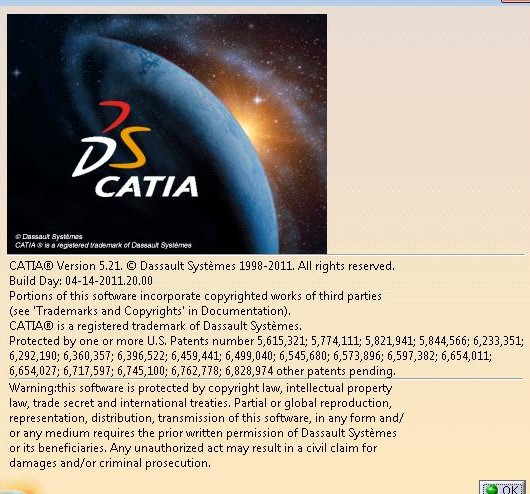 DS
CATIA
© Dassault Systèmes
CATIA ® is a registered trademark of Dassault Systèmes
CATIA® Version 5.21. © Dassault Systèmes 1998-2011. All rights reserved.
Build Day: 04-14-2011.20.00
Portions of this software incorporate copyrighted works of third parties
(see 'Trademarks and Copyrights' in Documentation).
CATIA® is a registered trademark of Dassault Systèmes.
Protected by one or more U.S. Patents number 5,615,321; 5,774,111; 5,821,941; 5,844,566; 6,233,351;
6,292,190; 6,360,357; 6,396,522; 6,459,441; 6,499,040; 6,545,680; 6,573,896; 6,597,382; 6,654,011;
6,654,027; 6,717,597; 6,745,100; 6,762,778; 6,828,974 other patents pending.
Warning:this software is protected by copyright law, intellectual property
law, trade secret and international treaties. Partial or global reproduction,
representation, distribution, transmission of this software, in any form and/
or any medium requires the prior written permission of Dassault Systèmes
or its beneficiaries. Any unauthorized act may result in a civil claim for
damages and/or criminal prosecution.
OK